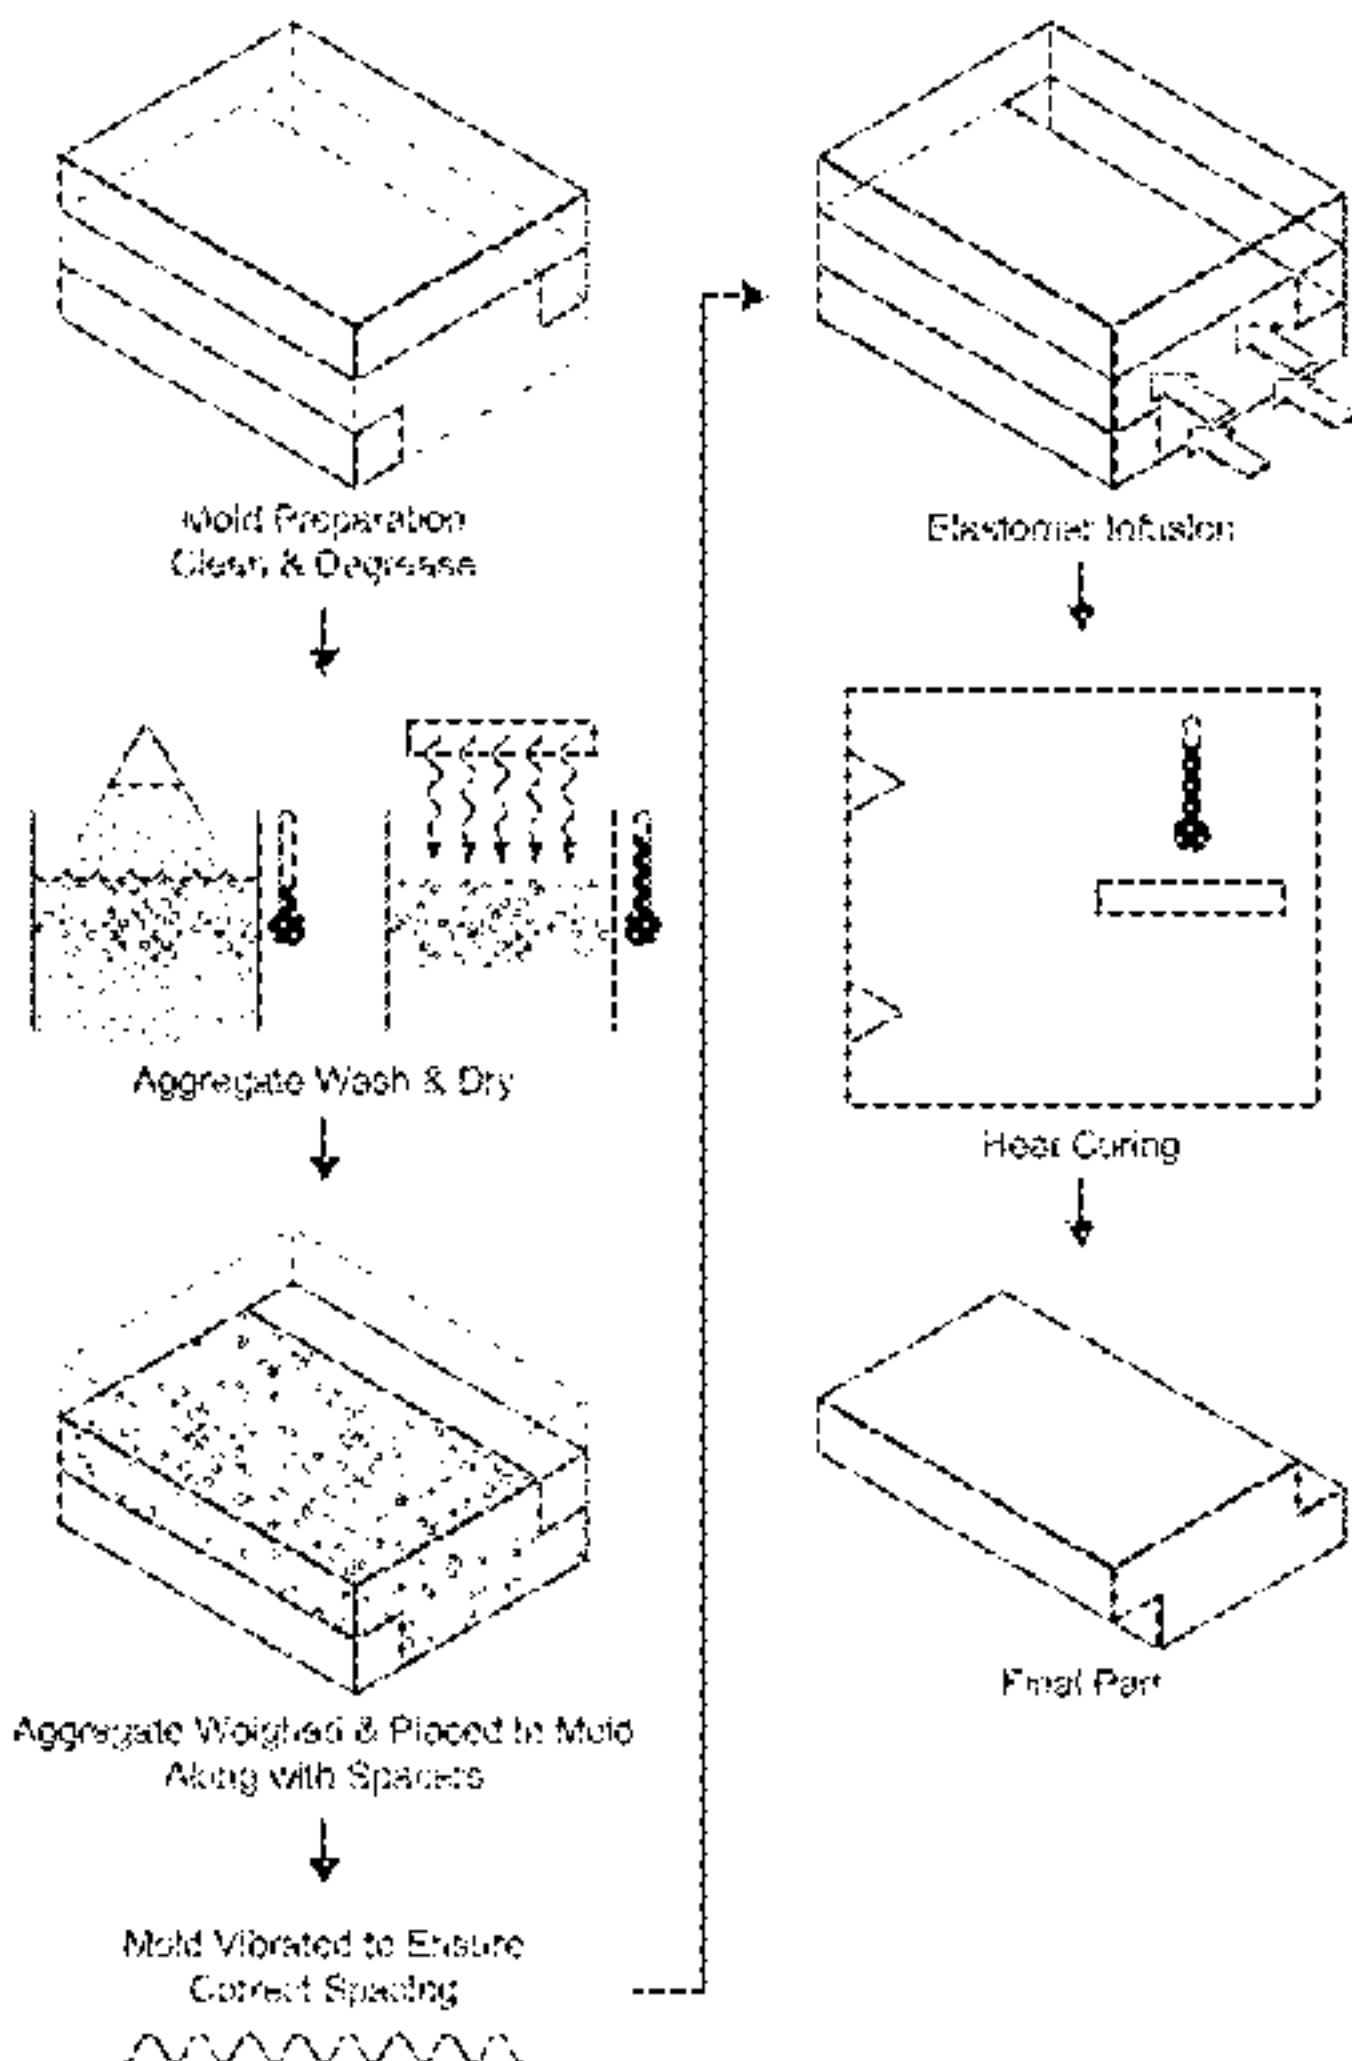 Mold Preparation
Clean & Degrease
Aggregate Wash & Dry
Aggregate Weighed & Placed In Mold
Along with Spacers
Mold Vibrated to Ensure
Correct Spacing
Elastomer Infusion
Heat Curing
Final Part